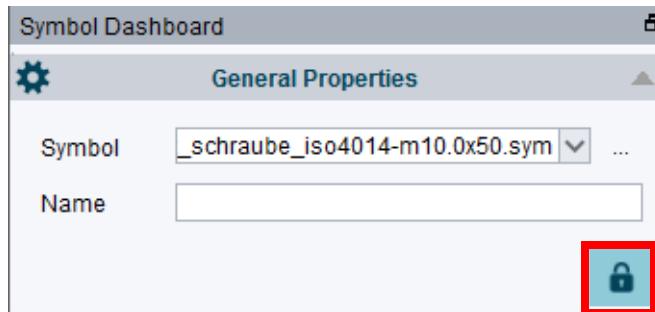 Symbol Dashboard
General Properties
Symbol _schraube_iso4014-m10.0x50.sym ...
Name